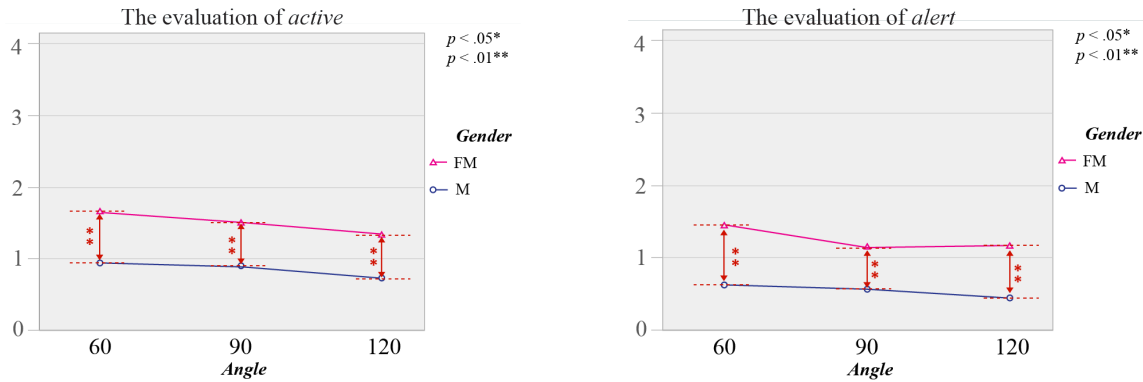 The evaluation of active
p < .05*
p < .01**
4
3
2
1
0
Gender
FM
M
**
**
**
60
90
120
Angle
The evaluation of alert
p < .05*
p < .01**
4
3
2
1
0
Gender
FM
M
**
**
**
60
90
120
Angle